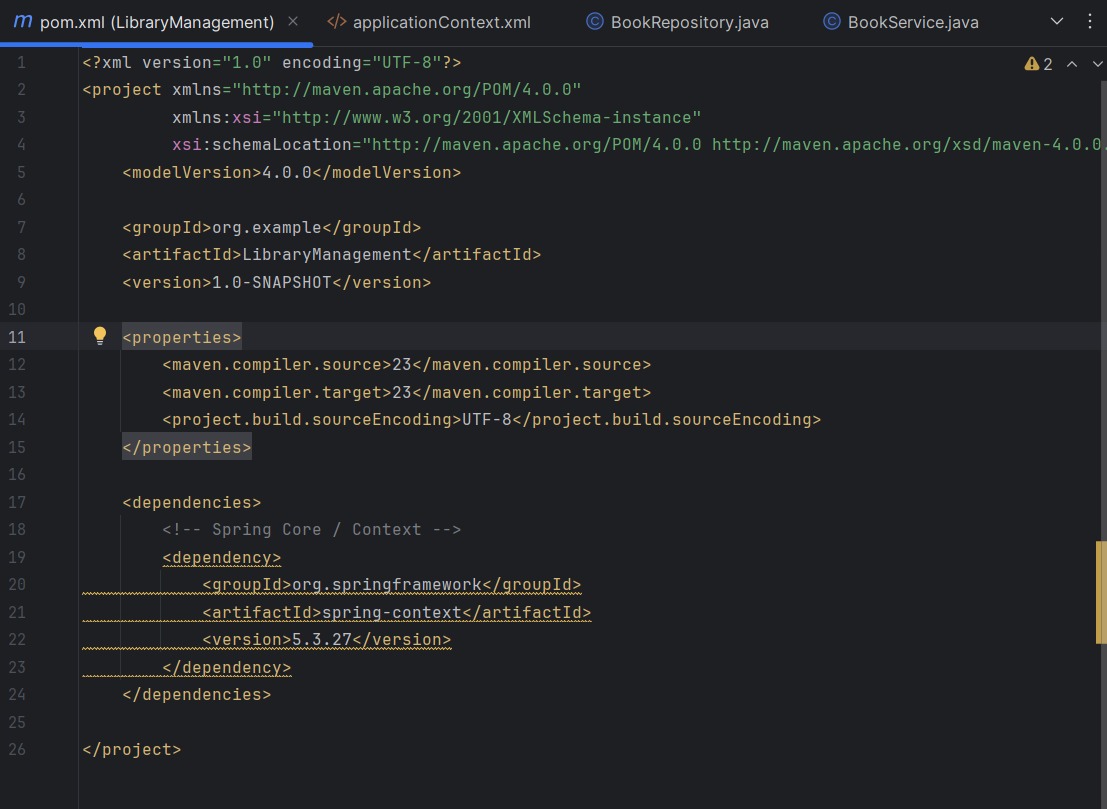 m pom.xml (LibraryManagement) × </> applicationContext.xml © BookRepository.java © BookService.java
1 <?xml version="1.0" encoding="UTF-8"?> 2
2 <project xmlns="http://maven.apache.org/POM/4.0.0"
3 xmlns:xsi="http://www.w3.org/2001/XMLSchema-instance"
4 xsi:schemaLocation="http://maven.apache.org/POM/4.0.0 http://maven.apache.org/xsd/maven-4.0.0.
5 <modelVersion>4.0.0</modelVersion>
6
7 <groupId>org.example</groupId>
8 <artifactId>LibraryManagement</artifactId>
9 <version>1.0-SNAPSHOT</version>
10
11 <properties>
12 <maven.compiler.source>23</maven.compiler.source>
13 <maven.compiler.target>23</maven.compiler.target>
14 <project.build.sourceEncoding>UTF-8</project.build.sourceEncoding>
15 </properties>
16
17 <dependencies>
18 <!-- Spring Core / Context -->
19 <dependency>
20 <groupId>org.springframework</groupId>
21 <artifactId>spring-context</artifactId>
22 <version>5.3.27</version>
23 </dependency>
24 </dependencies>
25
26 </project>